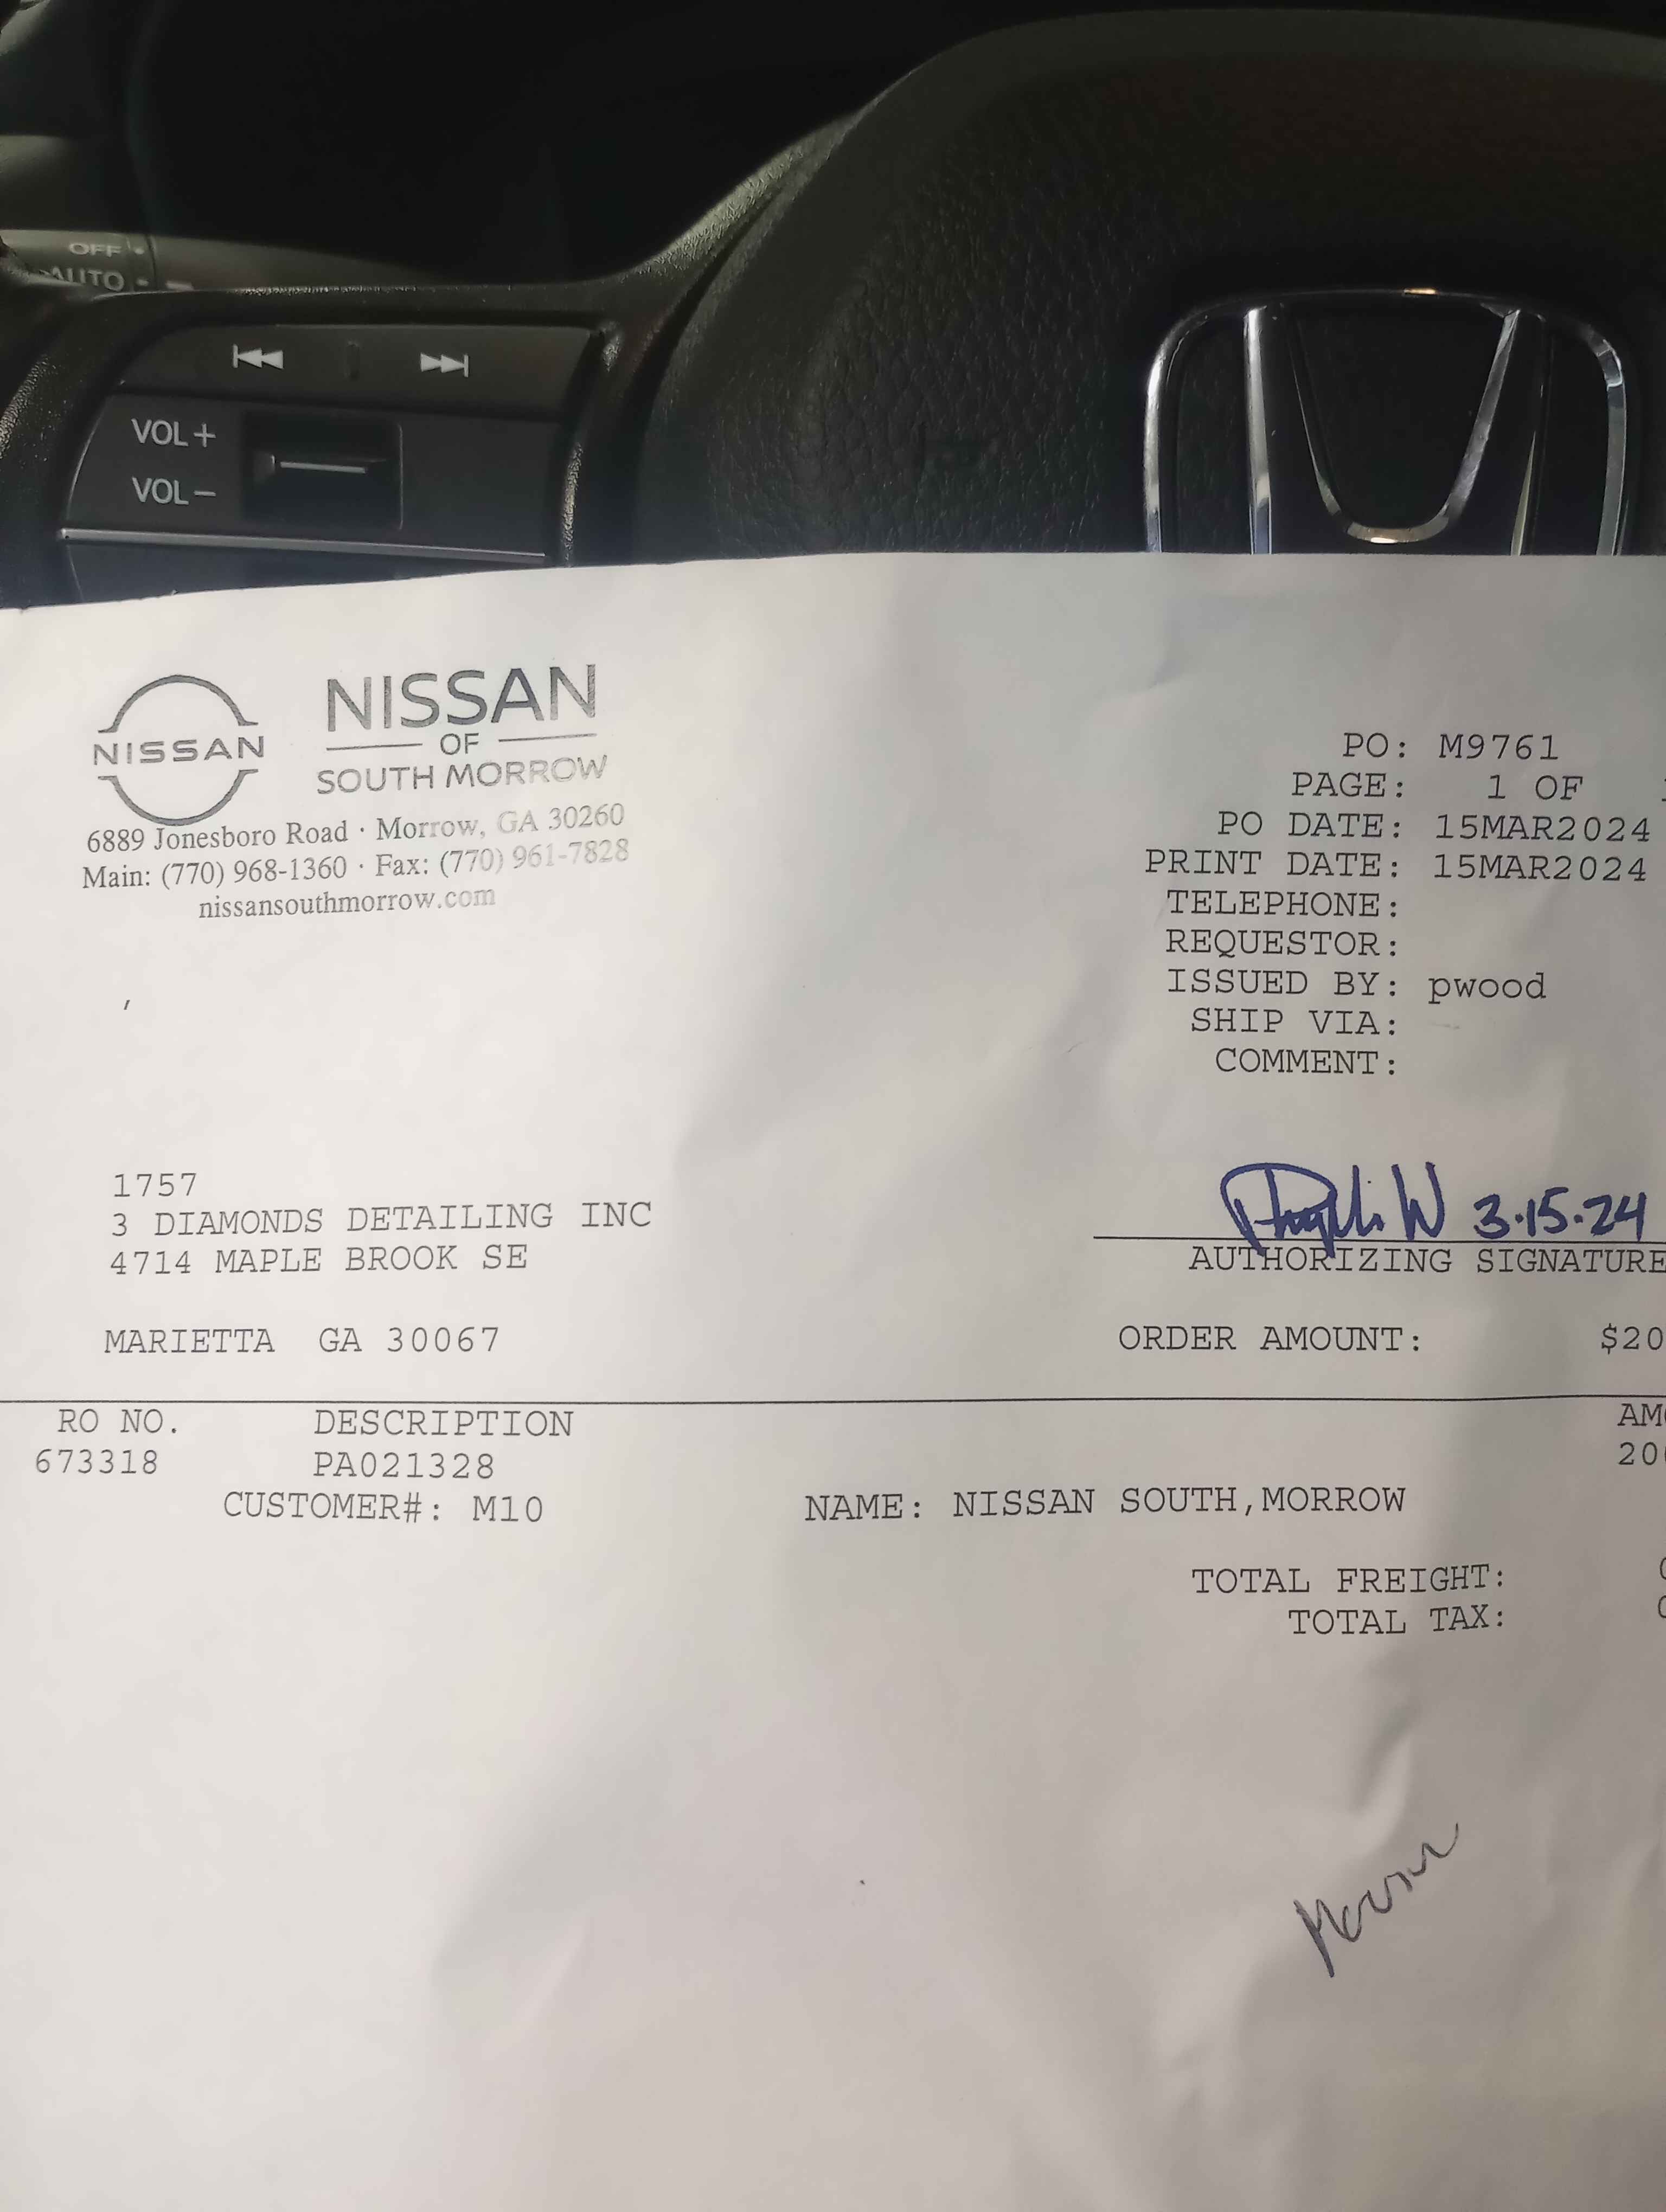 OFF
AUTO
VOL+
VOL-
NISSAN
NISSAN
OF
SOUTH MORROW
6889 Jonesboro Road · Morrow, GA 30260
Main: (770) 968-1360 · Fax: (770) 961-7828
nissansouthmorrow.com
PO: M9761
PAGE: 1 OF
PO DATE: 15MAR2024
PRINT DATE: 15MAR2024
TELEPHONE:
REQUESTOR:
ISSUED BY: pwood
SHIP VIA:
COMMENT:
,
1757
3 DIAMONDS DETAILING INC
4714 MAPLE BROOK SE
MARIETTA GA 30067
3.15.24
AUTHORIZING SIGNATURE
ORDER AMOUNT: $20
RO NO. DESCRIPTION AM
673318 PA021328 20
CUSTOMER#: M10 NAME: NISSAN SOUTH,MORROW
TOTAL FREIGHT:
TOTAL TAX: